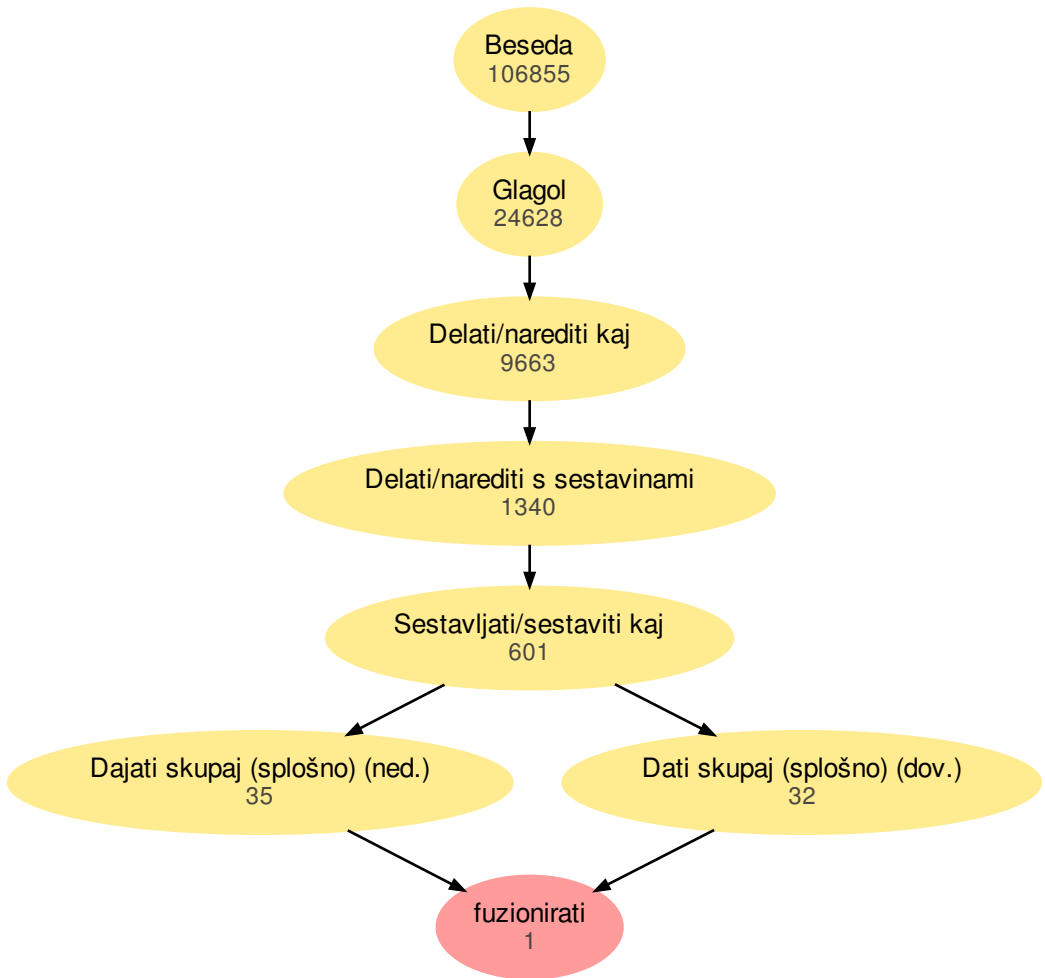 Beseda
106855
Glagol
24628
Delati/narediti kaj
9663
Delati/narediti s sestavinami
1340
Sestavljati/sestaviti kaj
601
Dajati skupaj (splošno) (ned.)
35
Dati skupaj (splošno) (dov.)
32
fuzionirati
1